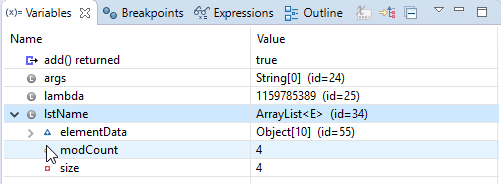 (x)= Variables Breakpoints Expressions Outline
Name Value
add() returned true
args String[0] (id=24)
lambda 1159785389 (id=25)
lstName ArrayList<E> (id=34)
elementData Object[10] (id=55)
modCount 4
size 4